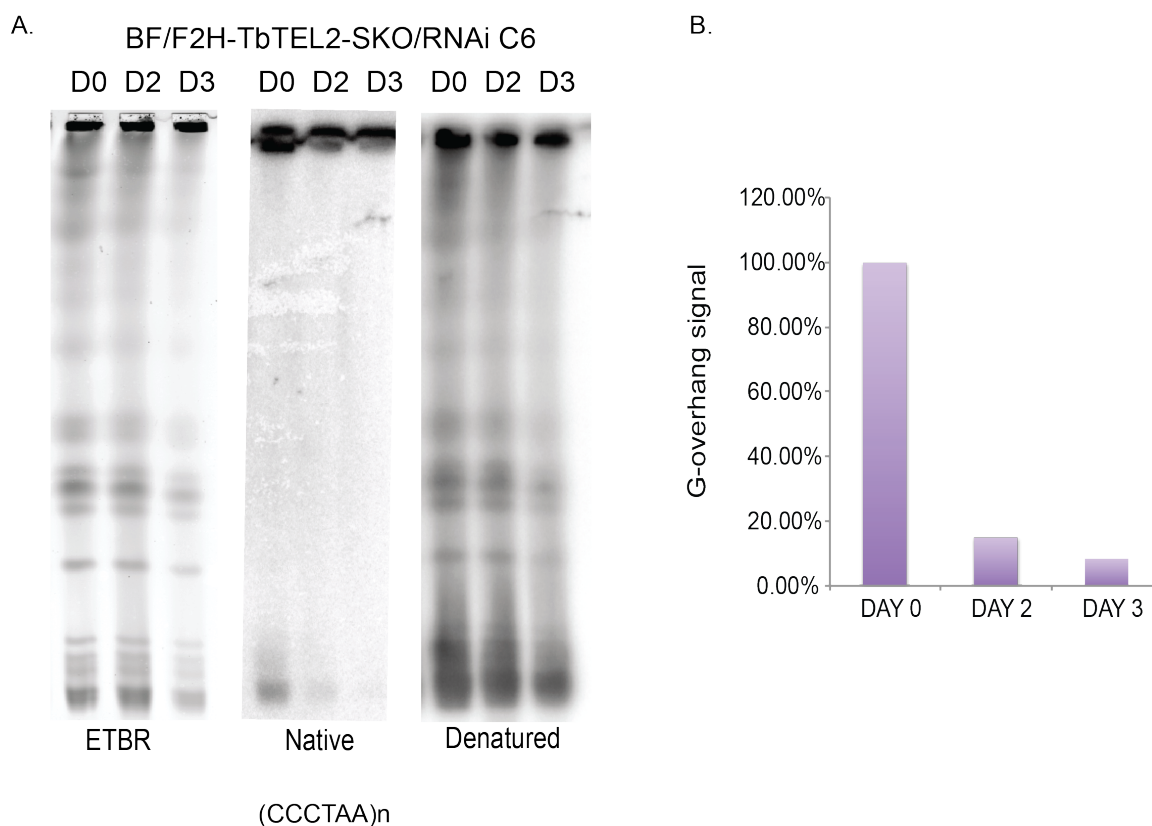 A.
BF/F2H-TbTEL2-SKO/RNAi C6
D0 D2 D3 D0 D2 D3 D0 D2 D3
ETBR Native Denatured
(CCCTAA)n
B.
G-overhang signal
120.00%
100.00%
80.00%
60.00%
40.00%
20.00%
0.00%
DAY 0 DAY 2 DAY 3